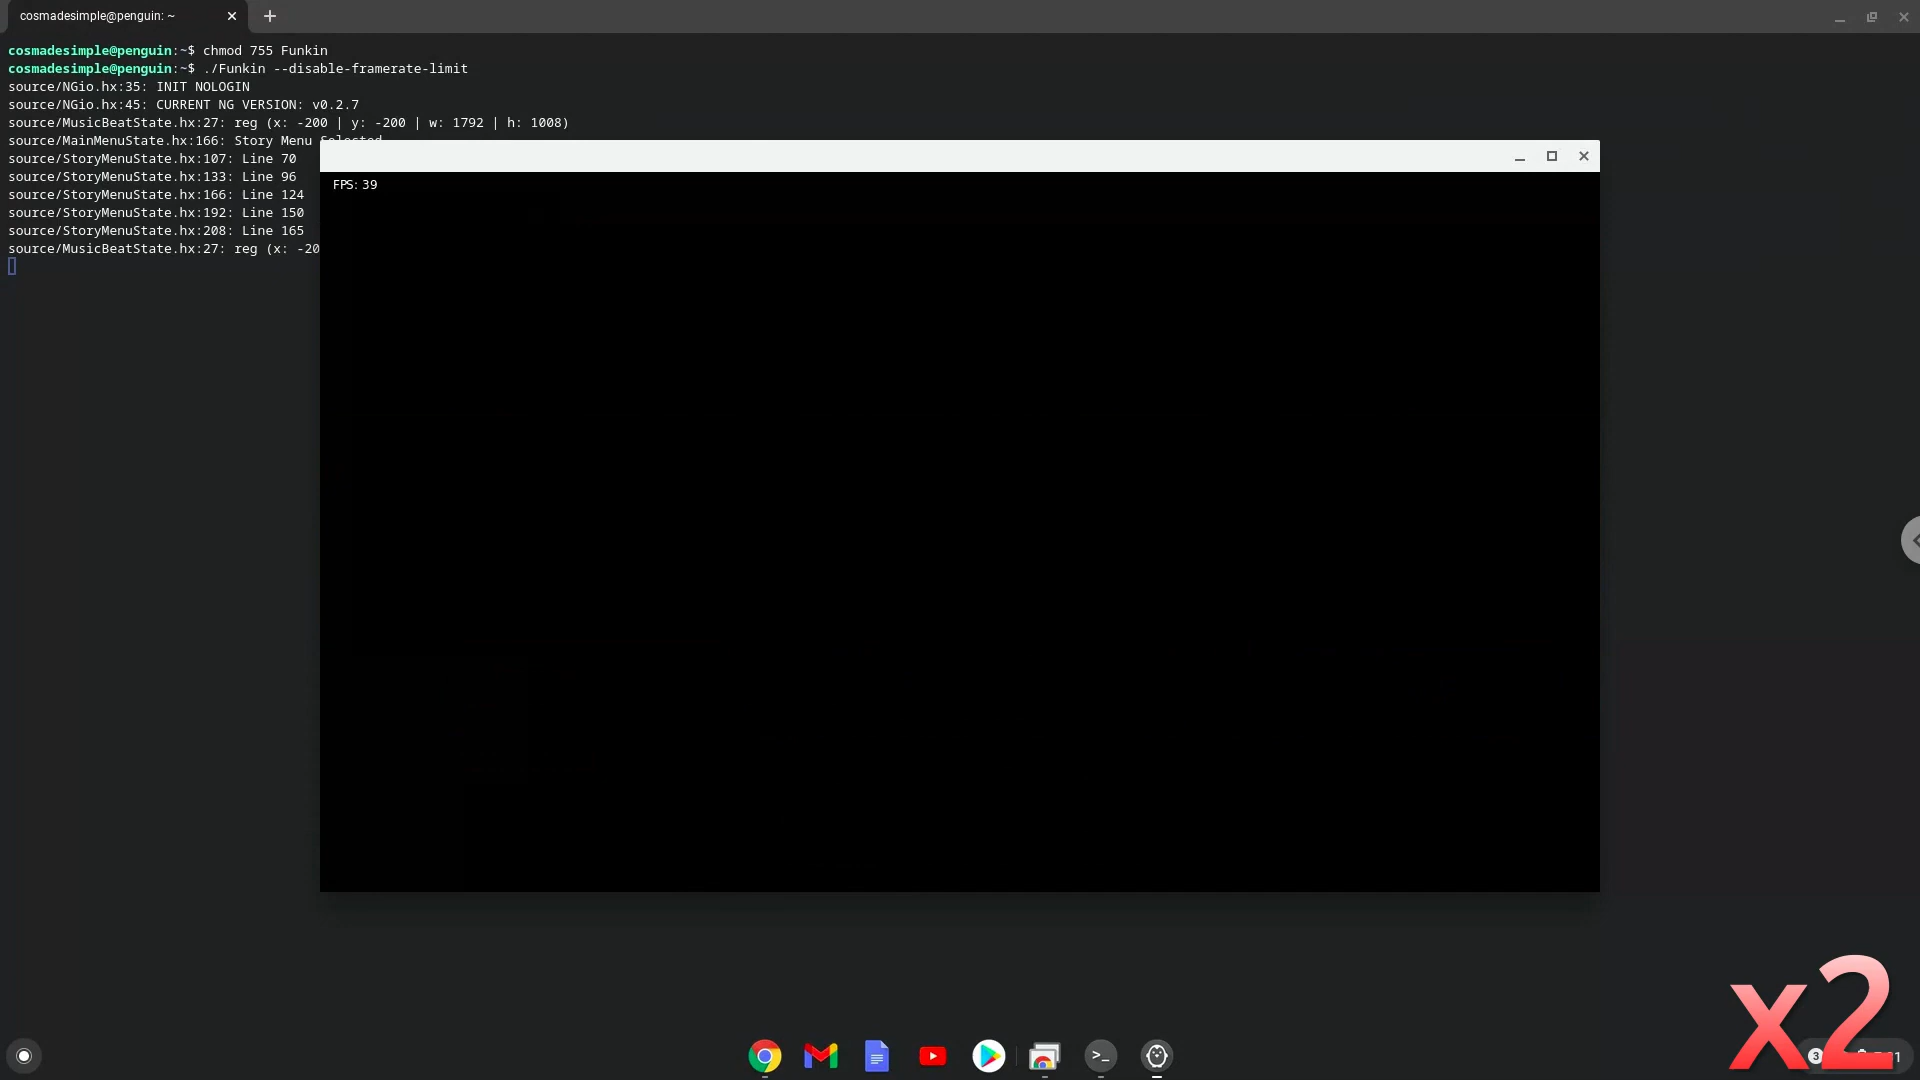 cosmadesimple@penguin: ~
cosmadesimple@penguin:~$ chmod 755 Funkin
cosmadesimple@penguin:~$ ./Funkin --disable-framerate-limit
source/NGio.hx:35: INIT NOLOGIN
source/NGio.hx:45: CURRENT NG VERSION: v0.2.7
source/MusicBeatState.hx:27: reg (x: -200 | y: -200 | w: 1792 | h: 1008)
source/MainMenuState.hx:166: Story Menu Selected
source/StoryMenuState.hx:107: Line 70
source/StoryMenuState.hx:133: Line 96
source/StoryMenuState.hx:166: Line 124
source/StoryMenuState.hx:192: Line 150
source/StoryMenuState.hx:208: Line 165
source/MusicBeatState.hx:27: reg (x: -20
FPS: 39
x2
3